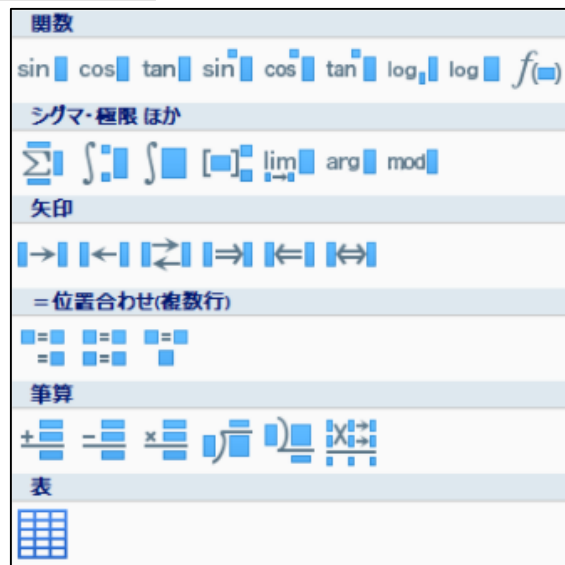 関数
sin cos tan sin cos tan log log f( )
シグマ・極限 ほか
Σ ∫ ∫ [ ] lim arg mod
矢印
→ ← ⇄ ⇒ ⇐ ⇔
=位置合わせ(複数行)
= = =
= =
筆算
+ − × ) ) X
表